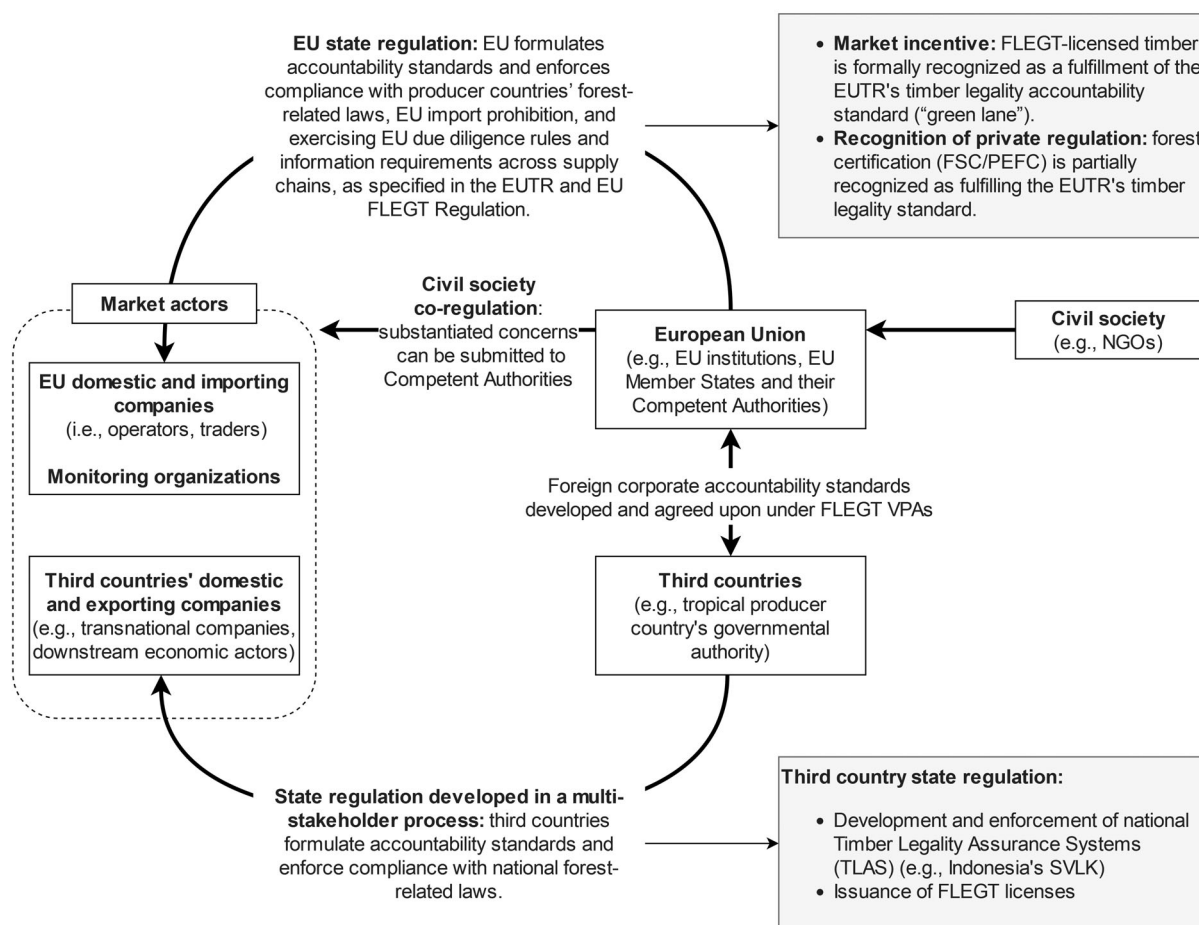 EU state regulation: EU formulates
accountability standards and enforces
compliance with producer countries’ forest-
related laws, EU import prohibition, and
exercising EU due diligence rules and
information requirements across supply
chains, as specified in the EUTR and EU
FLEGT Regulation.
• Market incentive: FLEGT-licensed timber
is formally recognized as a fulfillment of the
EUTR's timber legality accountability
standard (“green lane”).
• Recognition of private regulation: forest
certification (FSC/PEFC) is partially
recognized as fulfilling the EUTR's timber
legality standard.
Market actors
EU domestic and importing
companies
(i.e., operators, traders)
Monitoring organizations
Third countries' domestic
and exporting companies
(e.g., transnational companies,
downstream economic actors)
Civil society
co-regulation:
substantiated concerns
can be submitted to
Competent Authorities
European Union
(e.g., EU institutions, EU
Member States and their
Competent Authorities)
Civil society
(e.g., NGOs)
Foreign corporate accountability standards
developed and agreed upon under FLEGT VPAs
Third countries
(e.g., tropical producer
country's governmental
authority)
State regulation developed in a multi-
stakeholder process: third countries
formulate accountability standards and
enforce compliance with national forest-
related laws.
Third country state regulation:
• Development and enforcement of national
Timber Legality Assurance Systems
(TLAS) (e.g., Indonesia's SVLK)
• Issuance of FLEGT licenses